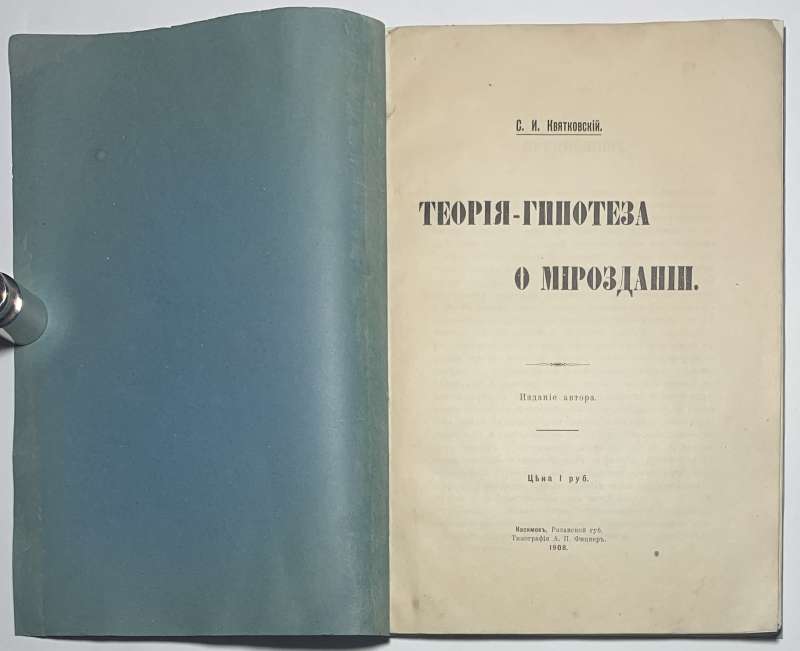 С. И. Квятковскій.
ТЕОРІЯ-ГИПОТЕЗА
О МІРОЗДАНІИ.
Изданіе автора.
Цѣна 1 руб.
Касимовъ, Рязанской губ.
Типографія А. П. Фишеръ.
1908.